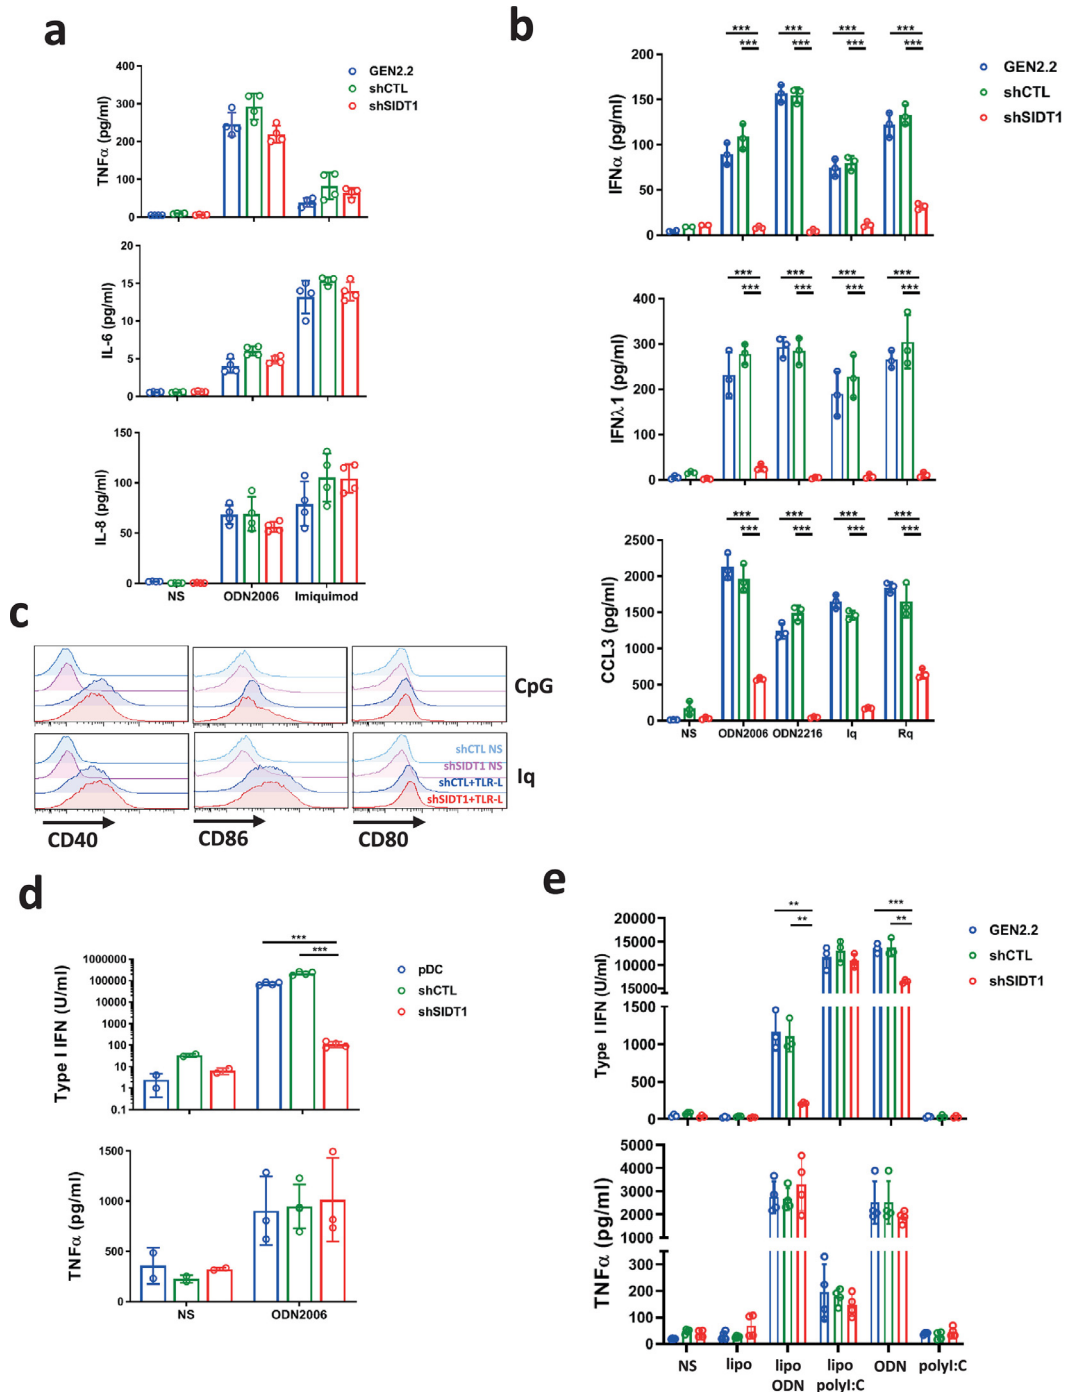 a
TNFα (pg/ml)
400
300
200
100
0
GEN2.2
shCTL
shSIDT1
IL-6 (pg/ml)
20
15
10
5
0
IL-8 (pg/ml)
150
100
50
0
NS ODN2006 Imiquimod
b
IFNα (pg/ml)
200
150
100
50
0
*** *** *** ***
*** *** *** ***
GEN2.2
shCTL
shSIDT1
IFNλ1 (pg/ml)
400
300
200
100
0
*** *** *** ***
*** *** *** ***
CCL3 (pg/ml)
2500
2000
1500
1000
500
0
*** *** *** ***
*** *** *** ***
NS ODN2006 ODN2216 Iq Rq
c
CpG
shCTL NS
shSIDT1 NS
shCTL+TLR-L
shSIDT1+TLR-L
Iq
CD40 CD86 CD80
d
Type I IFN (U/ml)
1000000
100000
10000
1000
100
10
1
0.1
***
***
pDC
shCTL
shSIDT1
TNFα (pg/ml)
1500
1000
500
0
NS ODN2006
e
Type I IFN (U/ml)
20000
15000
10000
5000
1500
1000
500
0
** ***
** **
GEN2.2
shCTL
shSIDT1
TNFα (pg/ml)
5000
4000
3000
2000
1000
300
200
100
0
NS lipo lipo ODN lipo polyI:C ODN polyI:C